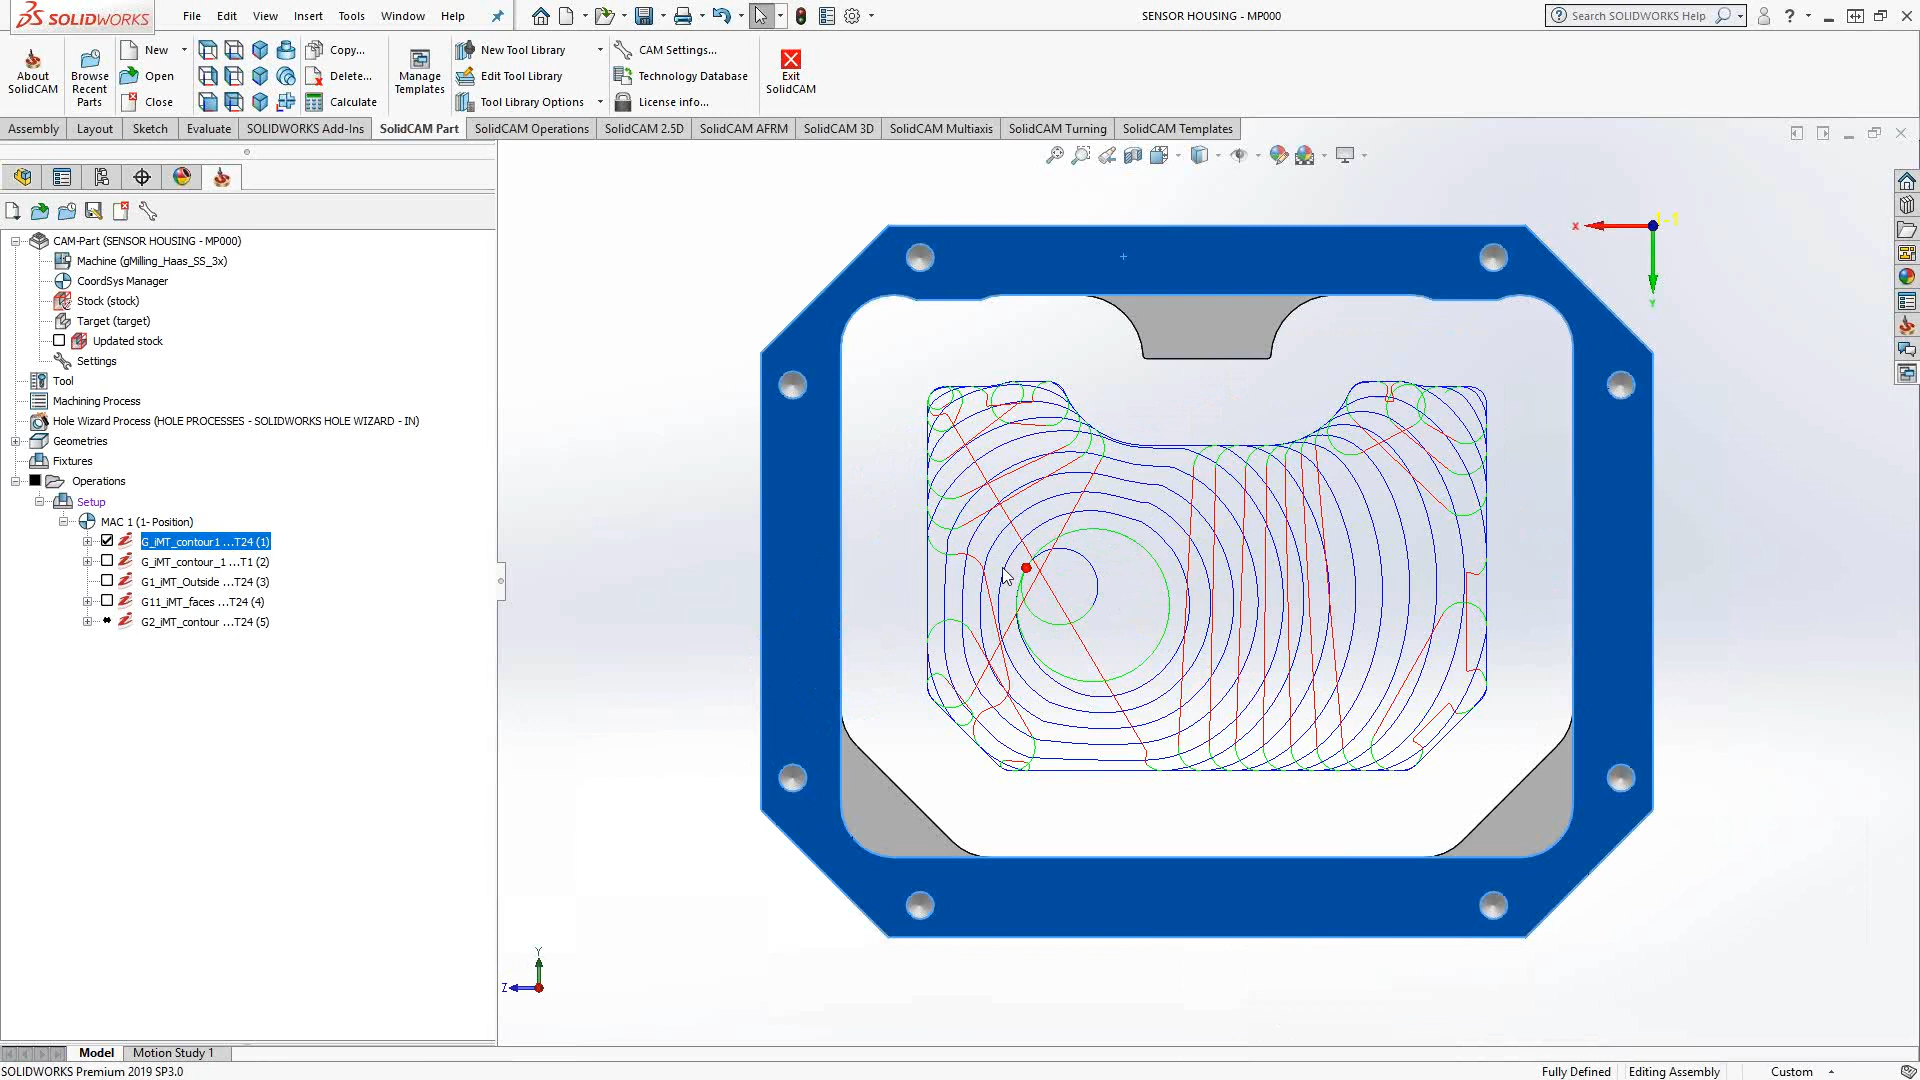 SOLIDWORKS
File Edit View Insert Tools Window Help
SENSOR HOUSING - MP000
Search SOLIDWORKS Help
?
About SolidCAM
Browse Recent Parts
New
Open
Close
Copy...
Delete...
Calculate
Manage Templates
New Tool Library
Edit Tool Library
Tool Library Options
CAM Settings...
Technology Database
License info...
Exit SolidCAM
Assembly Layout Sketch Evaluate SOLIDWORKS Add-Ins SolidCAM Part SolidCAM Operations SolidCAM 2.5D SolidCAM AFRM SolidCAM 3D SolidCAM Multiaxis SolidCAM Turning SolidCAM Templates
CAM-Part (SENSOR HOUSING - MP000)
Machine (gMilling_Haas_SS_3x)
CoordSys Manager
Stock (stock)
Target (target)
Updated stock
Settings
Tool
Machining Process
Hole Wizard Process (HOLE PROCESSES - SOLIDWORKS HOLE WIZARD - IN)
Geometries
Fixtures
Operations
Setup
MAC 1 (1- Position)
G_iMT_contour1 ...T24 (1)
G_iMT_contour_1 ...T1 (2)
G1_iMT_Outside ...T24 (3)
G11_iMT_faces ...T24 (4)
G2_iMT_contour ...T24 (5)
X
1-1
Y
Y
Z
Model Motion Study 1
SOLIDWORKS Premium 2019 SP3.0
Fully Defined Editing Assembly Custom